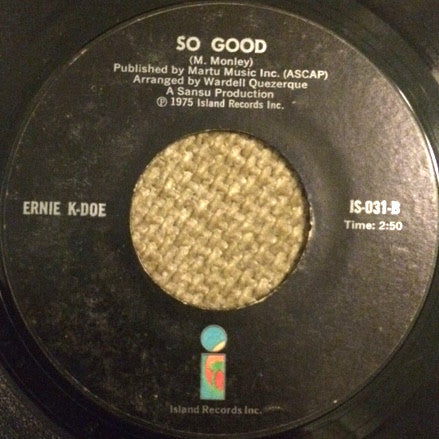 SO GOOD
(M. Monley)
Published by Martu Music Inc. (ASCAP)
Arranged by Wardell Quezerque
A Sansu Production
℗ 1975 Island Records Inc.
ERNIE K-DOE
IS-031-B
Time: 2:50
i
Island Records Inc.